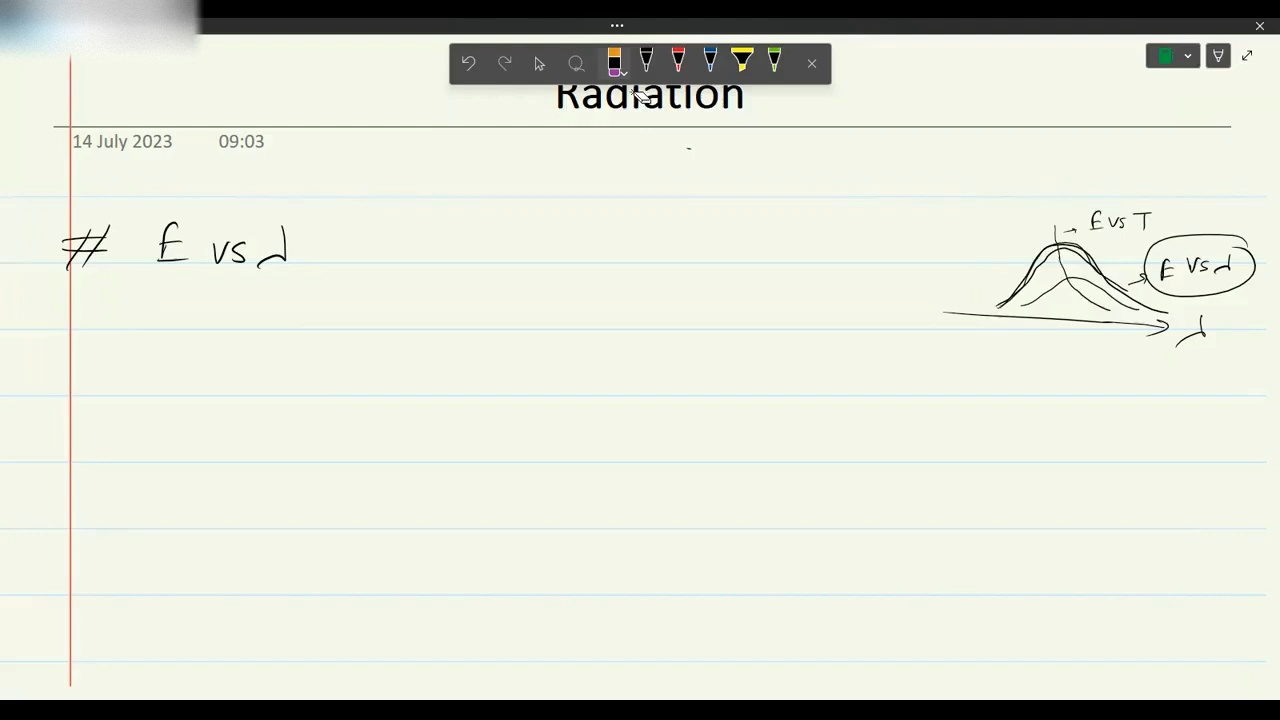 Radiation
14 July 2023 09:03
# E vs λ
E vs T
E vs λ
λ